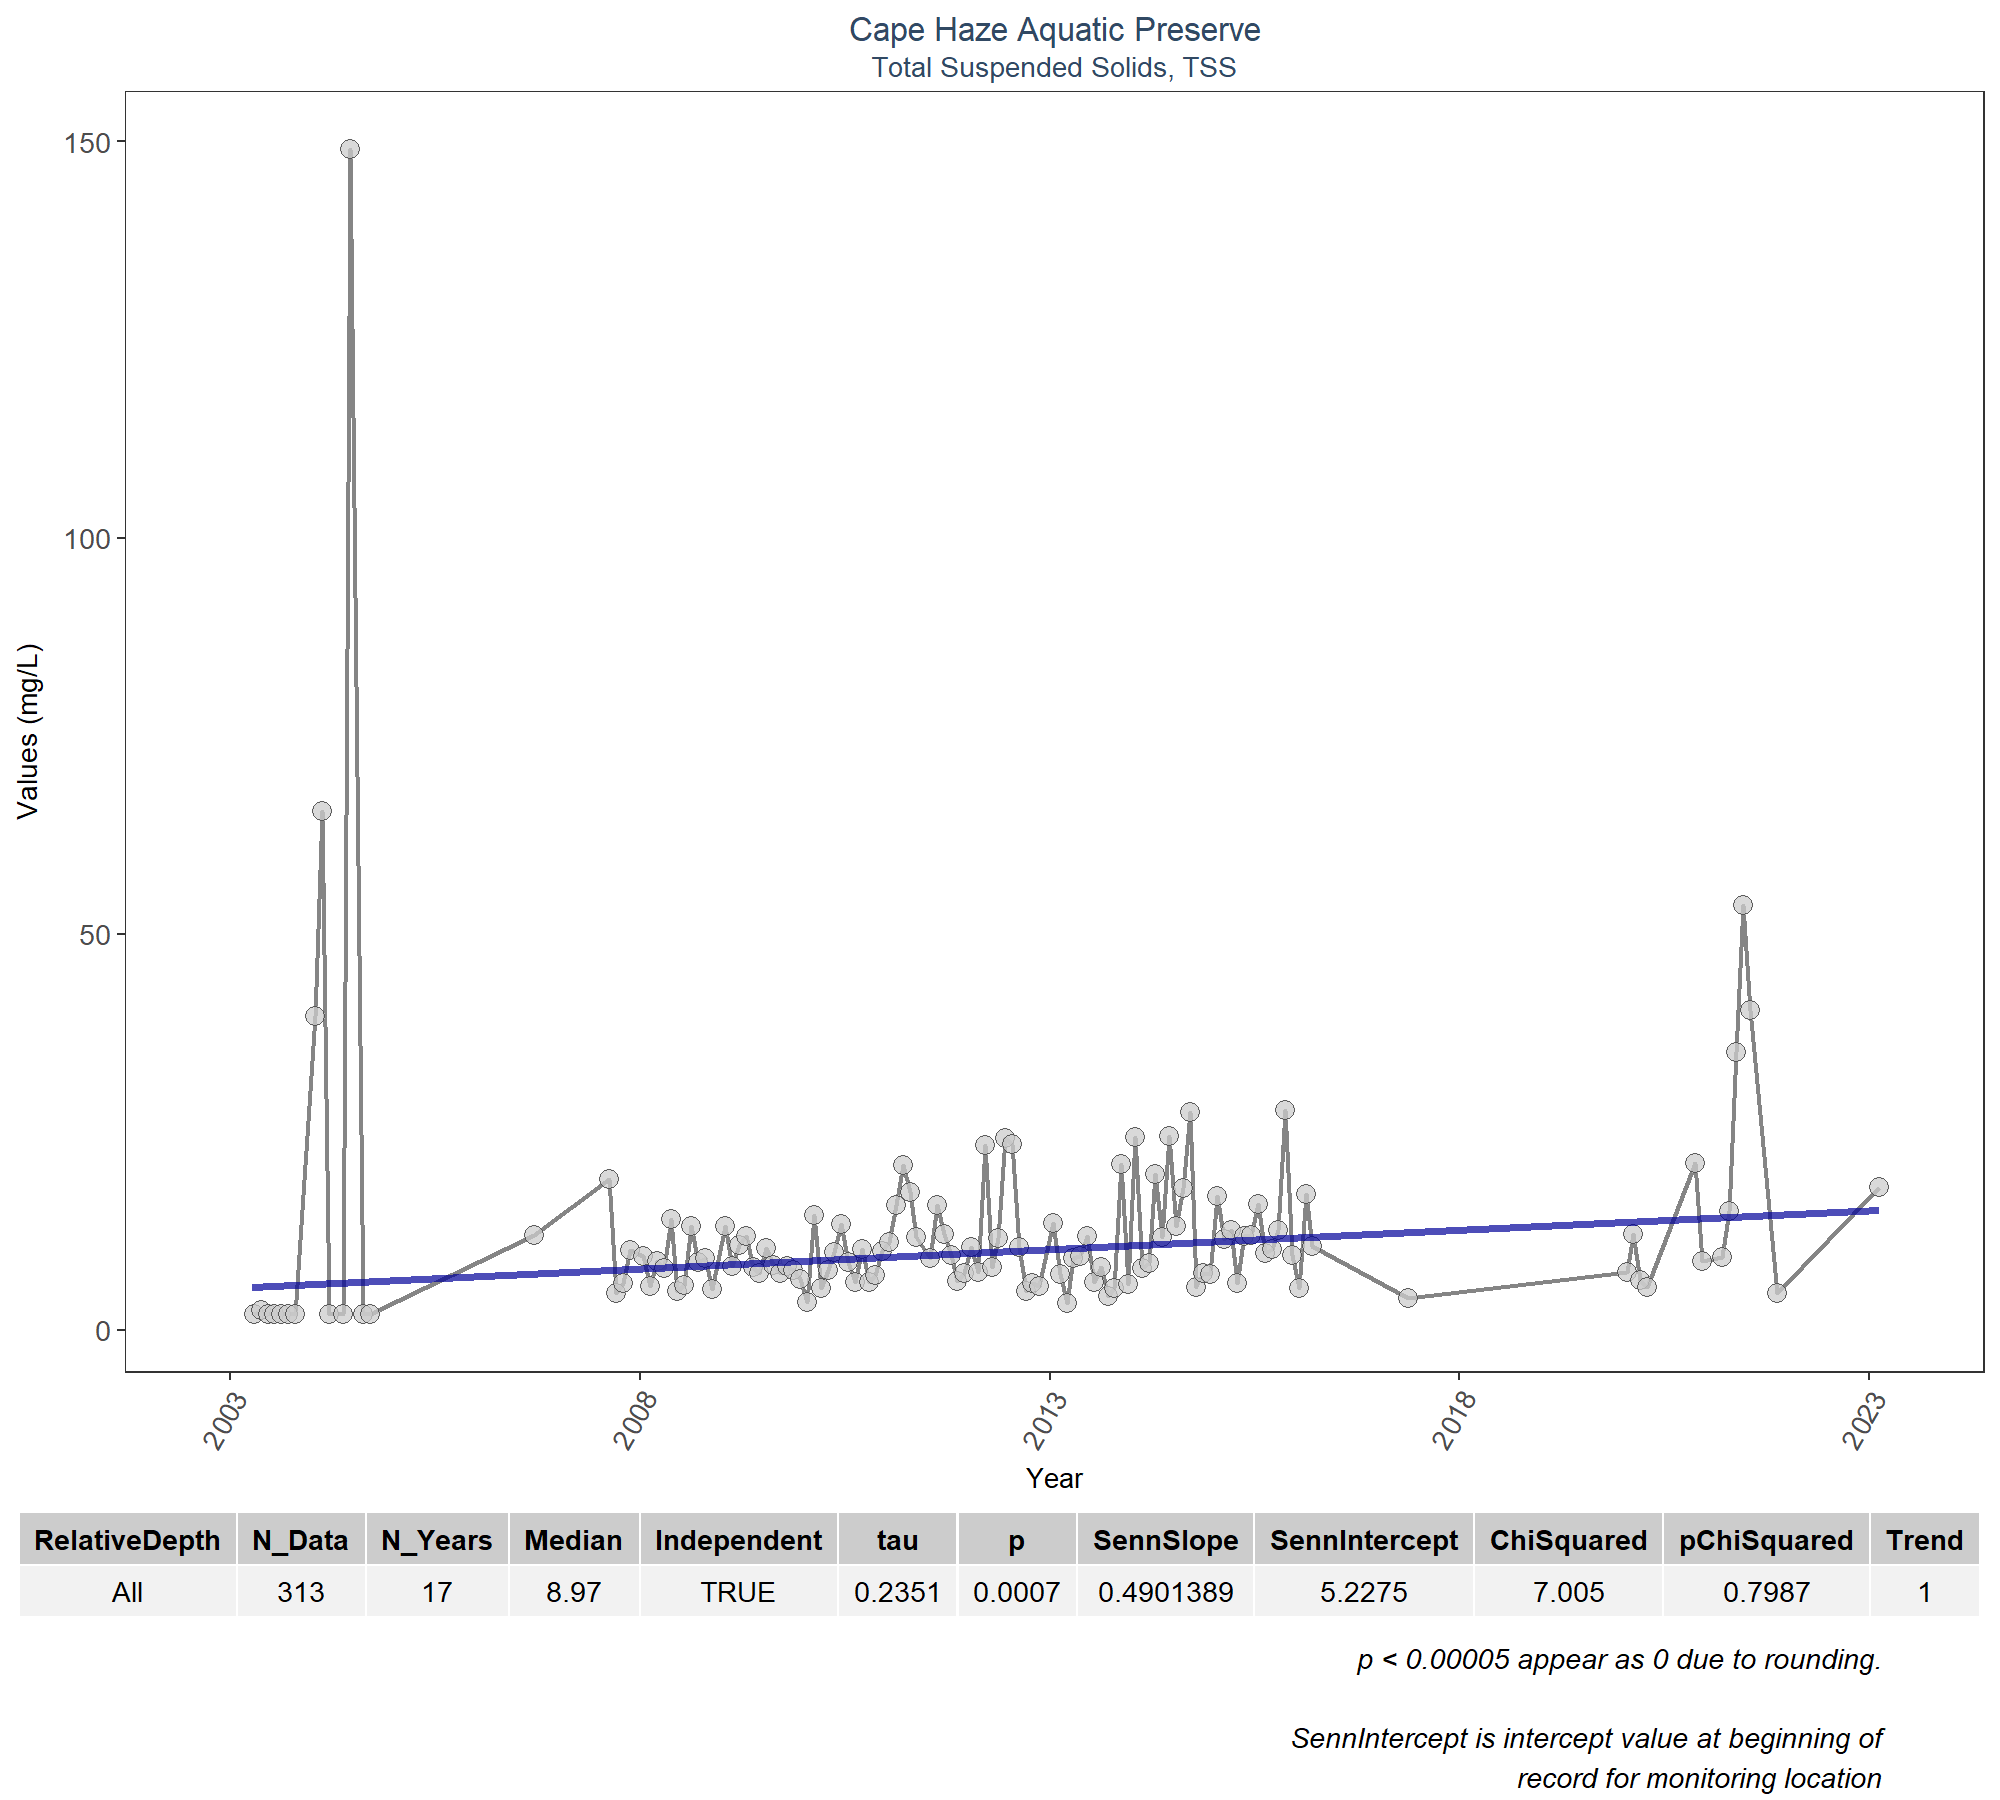 Cape Haze Aquatic Preserve
Total Suspended Solids, TSS
Values (mg/L)
150
100
50
0
2003 2008 2013 2018 2023
Year
RelativeDepth N_Data N_Years Median Independent tau p SennSlope SennIntercept ChiSquared pChiSquared Trend
All 313 17 8.97 TRUE 0.2351 0.0007 0.4901389 5.2275 7.005 0.7987 1
p < 0.00005 appear as 0 due to rounding.
SennIntercept is intercept value at beginning of
record for monitoring location